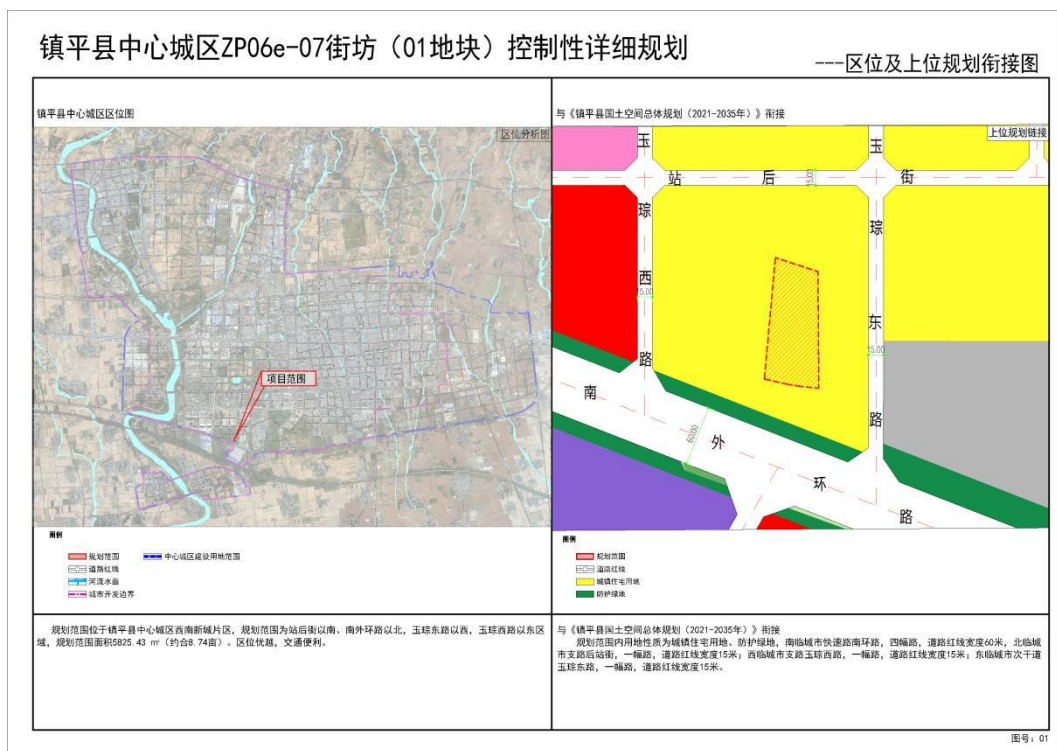 镇平县中心城区ZP06e-07街坊（01地块）控制性详细规划
---区位及上位规划衔接图
镇平县中心城区区位图
区位分析图
项目范围
图例
规划范围
中心城区建设用地范围
道路红线
河流水面
城市开发边界
规划范围位于镇平县中心城区西南新城片区，规划范围为站后街以南、南外环路以北，玉琮东路以西，玉琮西路以东区
域，规划范围面积5825.43 ㎡（约合8.74亩）。区位优越，交通便利。
与《镇平县国土空间总体规划（2021-2035年）》衔接
上位规划链接
站后街
15.00
玉琮西路
15.00
玉琮东路
15.00
南外环路
60.00
图例
规划范围
道路红线
城镇住宅用地
防护绿地
与《镇平县国土空间总体规划（2021-2035年）》衔接
规划范围内用地性质为城镇住宅用地、防护绿地，南临城市快速路南环路，四幅路，道路红线宽度60米，北临城
市支路后站街，一幅路，道路红线宽度15米；西临城市支路玉琮西路，一幅路，道路红线宽度15米；东临城市次干道
玉琮东路，一幅路，道路红线宽度15米。
图号：01